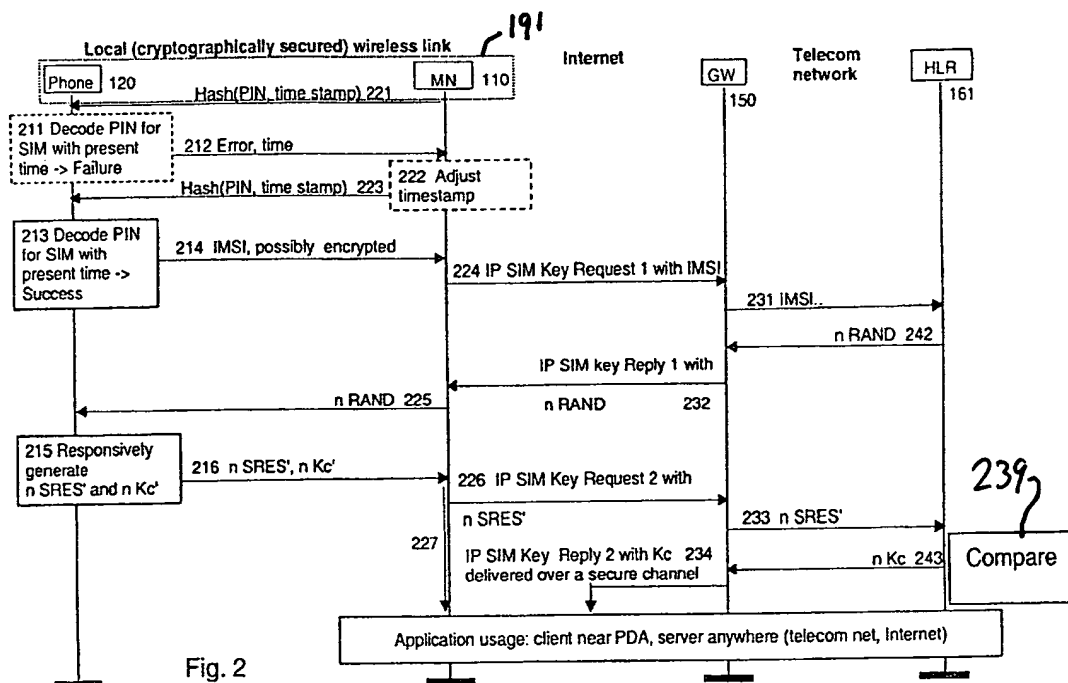 191
Local (cryptographically secured) wireless link
Internet
Telecom
network
Phone
120
MN
110
GW
150
HLR
161
Hash(PIN, time stamp) 221
211 Decode PIN for
SIM with present
time -> Failure
212 Error, time
222 Adjust
timestamp
Hash(PIN, time stamp) 223
213 Decode PIN
for SIM with
present time ->
Success
214 IMSI, possibly encrypted
224 IP SIM Key Request 1 with IMSI
231 IMSI..
n RAND 242
IP SIM key Reply 1 with
n RAND 232
n RAND 225
215 Responsively
generate
n SRES' and n Kc'
216 n SRES', n Kc'
226 IP SIM Key Request 2 with
n SRES'
233 n SRES'
239
Compare
227
IP SIM Key Reply 2 with Kc 234
delivered over a secure channel
n Kc 243
Application usage: client near PDA, server anywhere (telecom net, Internet)
Fig. 2